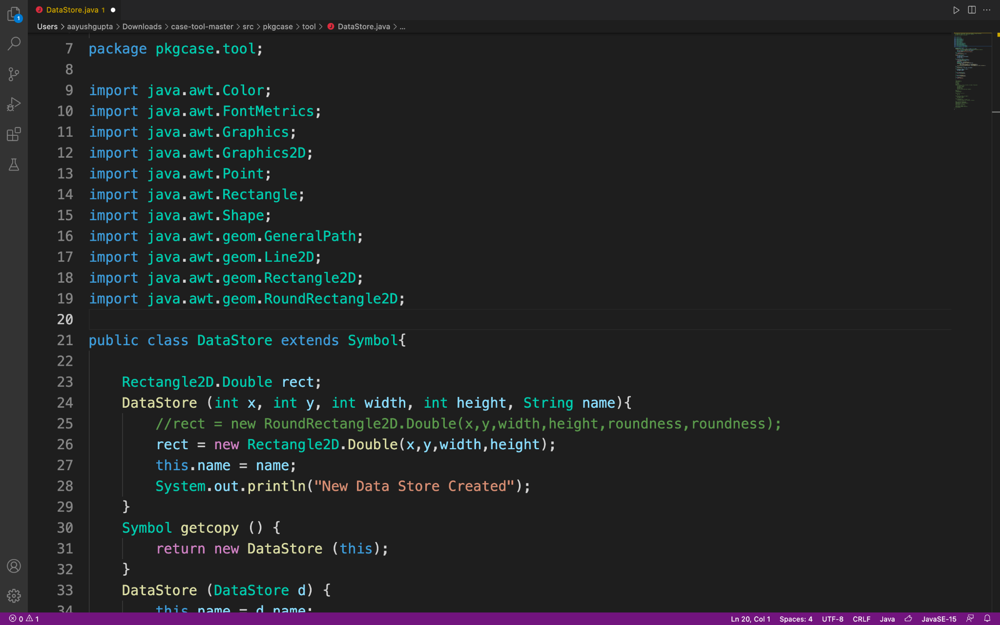 DataStore.java 1
Users > aayushgupta > Downloads > case-tool-master > src > pkgcase > tool > DataStore.java > ...
1
7 package pkgcase.tool;
8
9 import java.awt.Color;
10 import java.awt.FontMetrics;
11 import java.awt.Graphics;
12 import java.awt.Graphics2D;
13 import java.awt.Point;
14 import java.awt.Rectangle;
15 import java.awt.Shape;
16 import java.awt.geom.GeneralPath;
17 import java.awt.geom.Line2D;
18 import java.awt.geom.Rectangle2D;
19 import java.awt.geom.RoundRectangle2D;
20
21 public class DataStore extends Symbol{
22
23 Rectangle2D.Double rect;
24 DataStore (int x, int y, int width, int height, String name){
25 //rect = new RoundRectangle2D.Double(x,y,width,height,roundness,roundness);
26 rect = new Rectangle2D.Double(x,y,width,height);
27 this.name = name;
28 System.out.println("New Data Store Created");
29 }
30 Symbol getcopy () {
31 return new DataStore (this);
32 }
33 DataStore (DataStore d) {
34 this.name = d.name;
0 1 Ln 20, Col 1 Spaces: 4 UTF-8 CRLF Java JavaSE-15